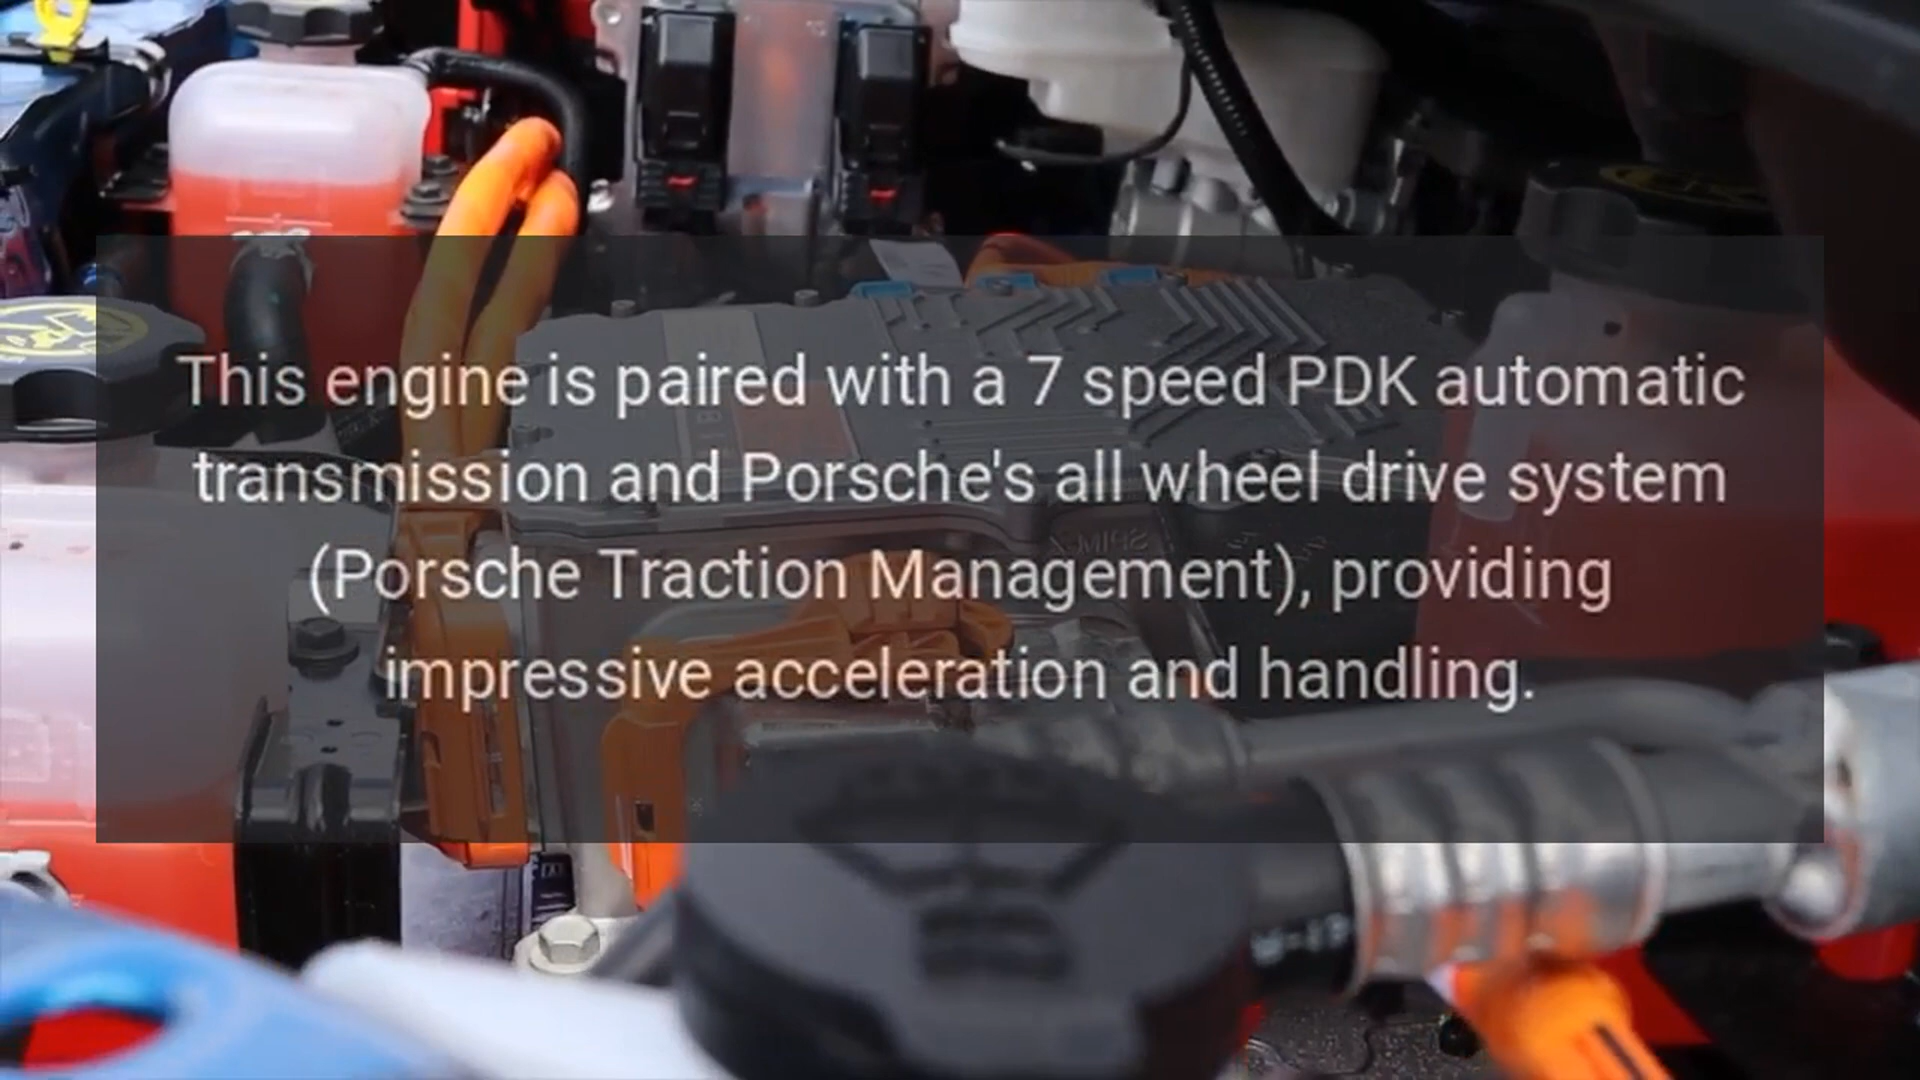 This engine is paired with a 7 speed PDK automatic
transmission and Porsche's all wheel drive system
(Porsche Traction Management), providing
impressive acceleration and handling.